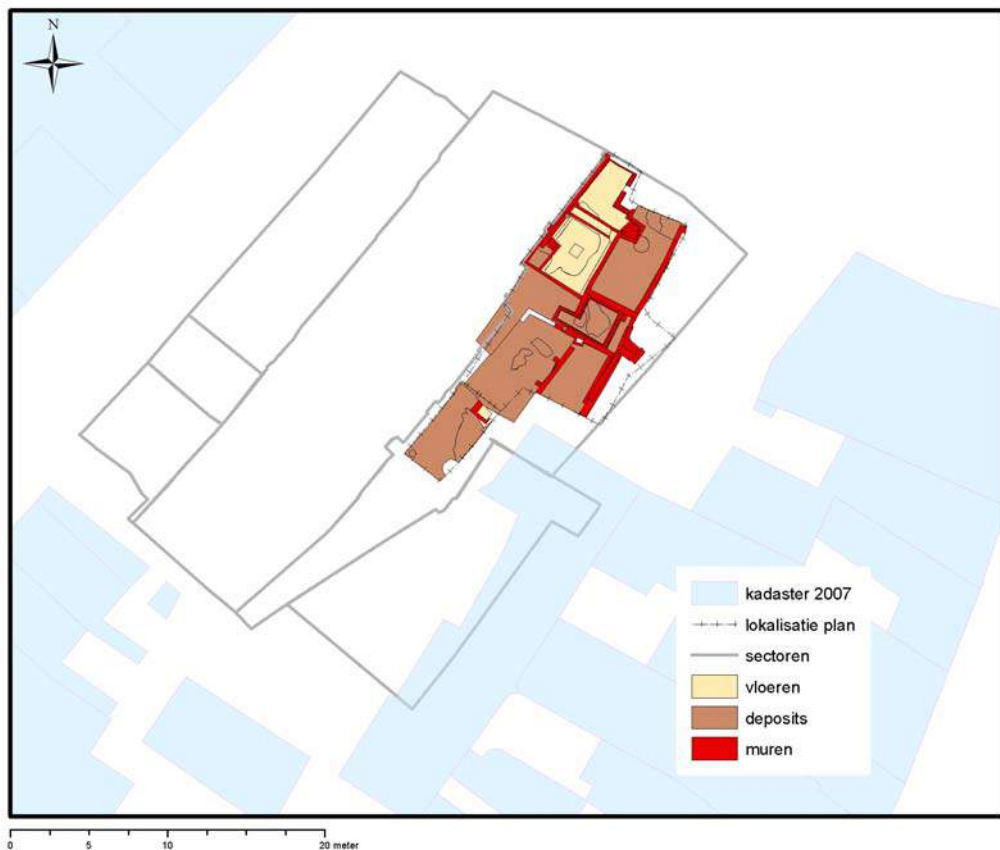 N
kadaster 2007
lokalisatie plan
sectoren
vloeren
deposits
muren
0 5 10 20 meter